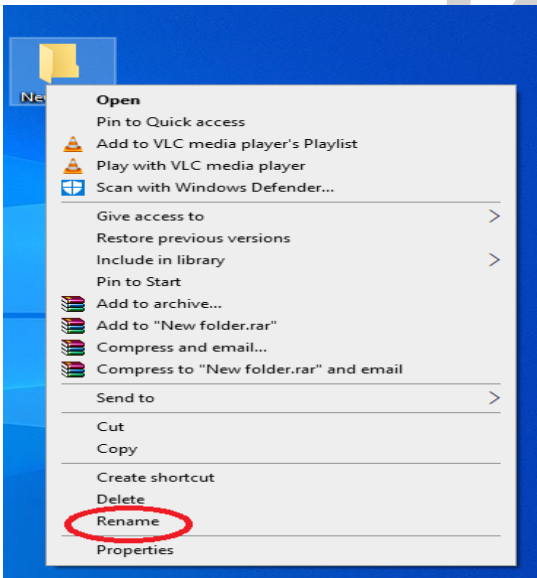 New
Open
Pin to Quick access
Add to VLC media player's Playlist
Play with VLC media player
Scan with Windows Defender...
Give access to
Restore previous versions
Include in library
Pin to Start
Add to archive...
Add to "New folder.rar"
Compress and email...
Compress to "New folder.rar" and email
Send to
Cut
Copy
Create shortcut
Delete
Rename
Properties